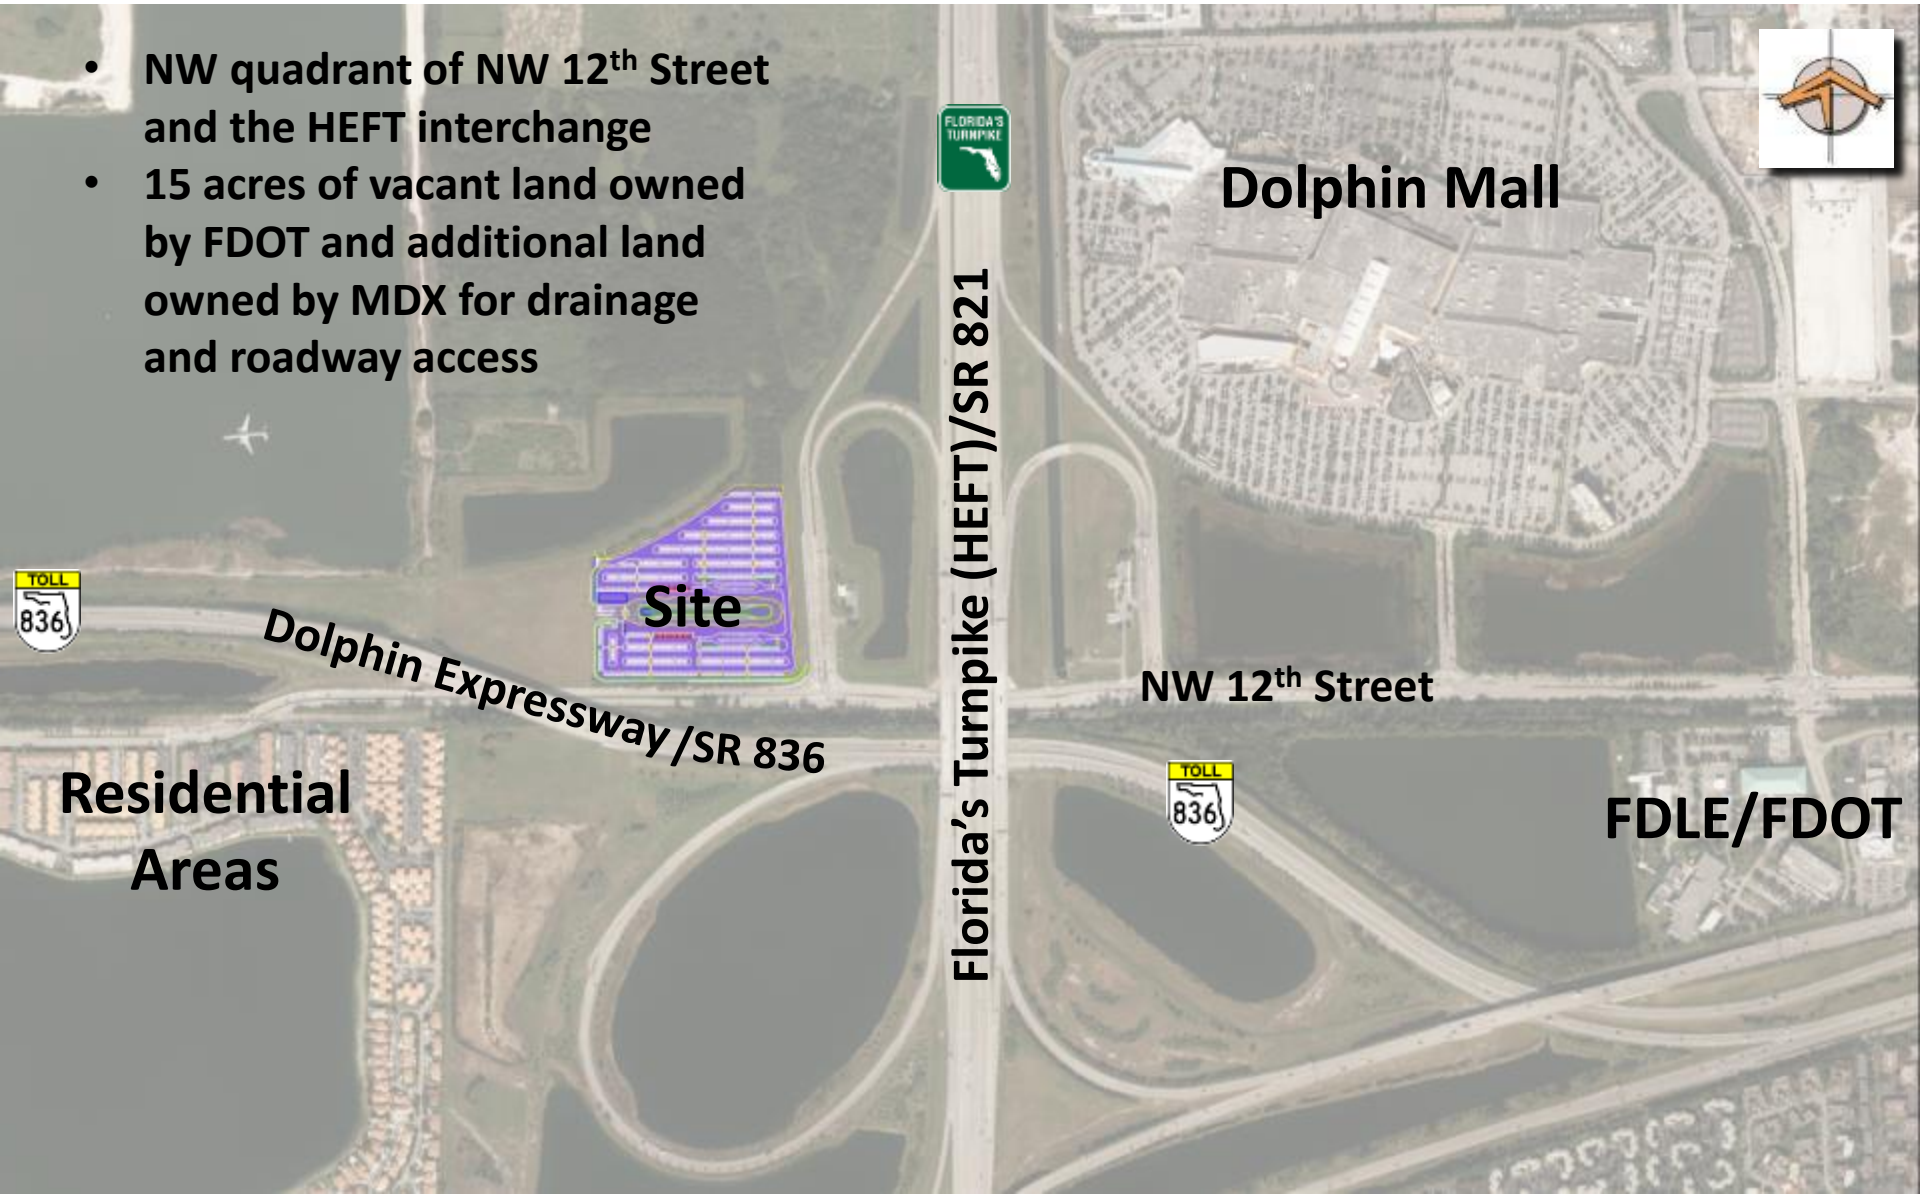 • NW quadrant of NW 12th Street
and the HEFT interchange
• 15 acres of vacant land owned
by FDOT and additional land
owned by MDX for drainage
and roadway access
FLORIDA'S
TURNPIKE
Dolphin Mall
Florida’s Turnpike (HEFT)/SR 821
Site
TOLL
836
Dolphin Expressway/SR 836
NW 12th Street
Residential
Areas
TOLL
836
FDLE/FDOT